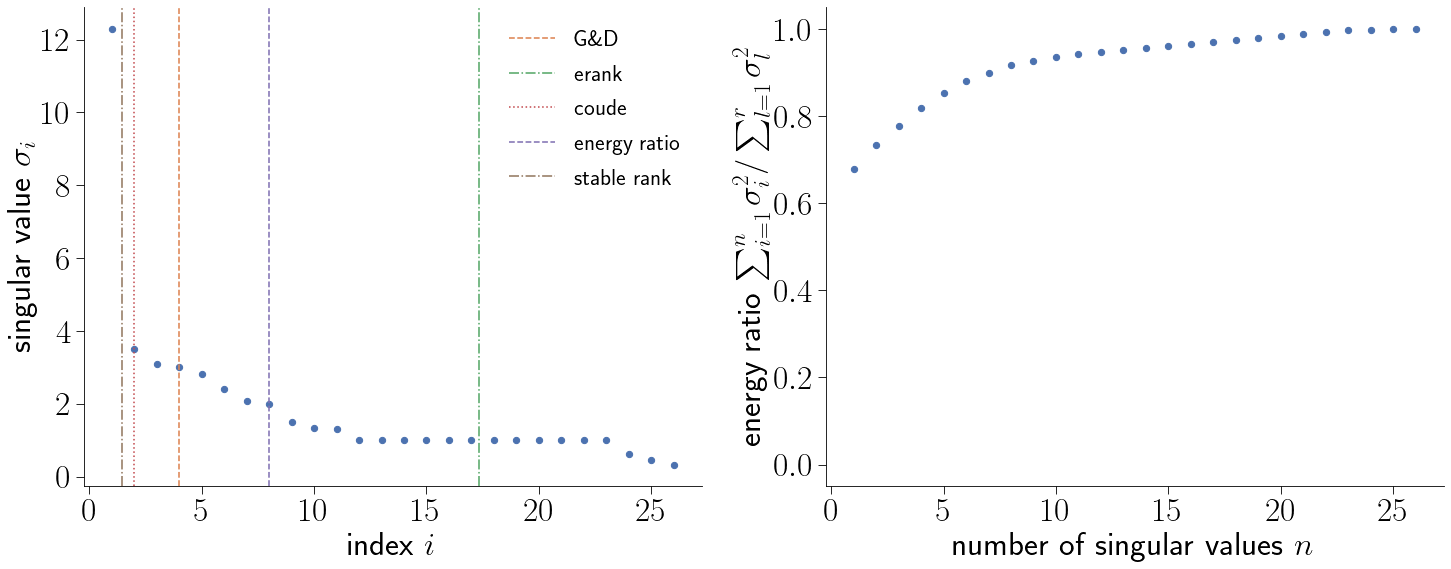 12
10
8
6
4
2
0
singular value σ_i
0 5 10 15 20 25
index i
G&D
erank
coude
energy ratio
stable rank
1.0
0.8
0.6
0.4
0.2
0.0
energy ratio ∑_{i=1}^{n} σ_i^2 / ∑_{l=1}^{r} σ_l^2
0 5 10 15 20 25
number of singular values n